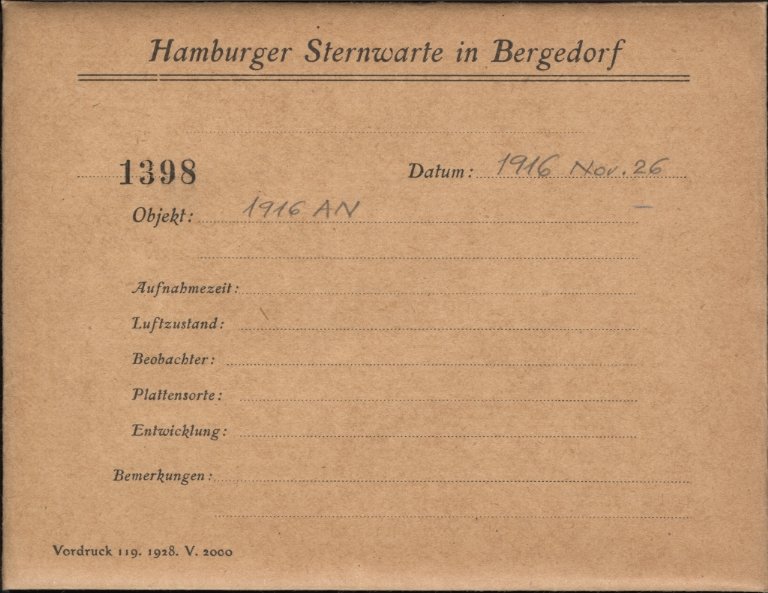 Hamburger Sternwarte in Bergedorf
1398
Datum: 1916 Nov. 26
Objekt: 1916 AN
Aufnahmezeit:
Luftzustand:
Beobachter:
Plattensorte:
Entwicklung:
Bemerkungen:
Vordruck 119. 1928. V. 2000